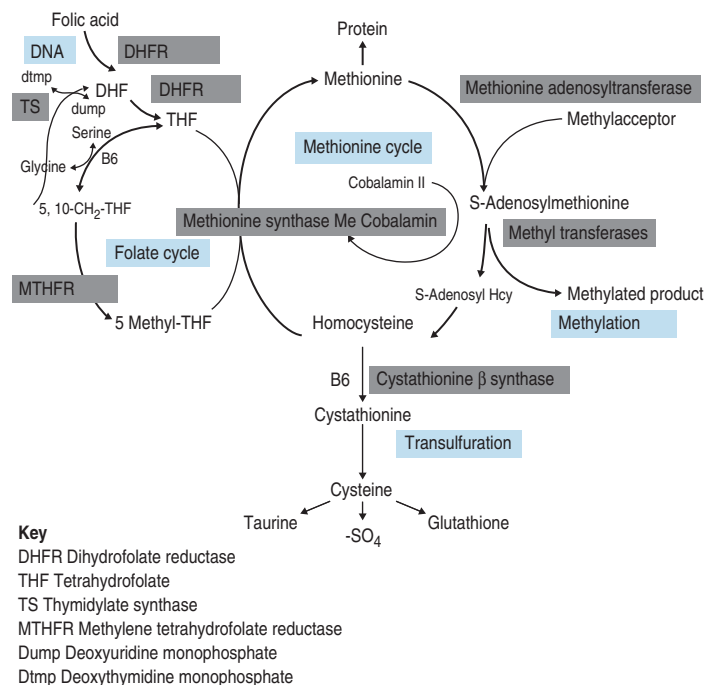 Folic acid
DNA
DHFR
dtmp
DHF
DHFR
TS
dump
THF
Serine
B6
Glycine
5, 10-CH₂-THF
Folate cycle
MTHFR
5 Methyl-THF
Protein
Methionine
Methionine adenosyltransferase
Methylacceptor
Methionine cycle
Cobalamin II
S-Adenosylmethionine
Methionine synthase Me Cobalamin
Methyl transferases
S-Adenosyl Hcy
Methylated product
Methylation
Homocysteine
B6
Cystathionine β synthase
Cystathionine
Transulfuration
Cysteine
Taurine
-SO₄
Glutathione
Key
DHFR Dihydrofolate reductase
THF Tetrahydrofolate
TS Thymidylate synthase
MTHFR Methylene tetrahydrofolate reductase
Dump Deoxyuridine monophosphate
Dtmp Deoxythymidine monophosphate